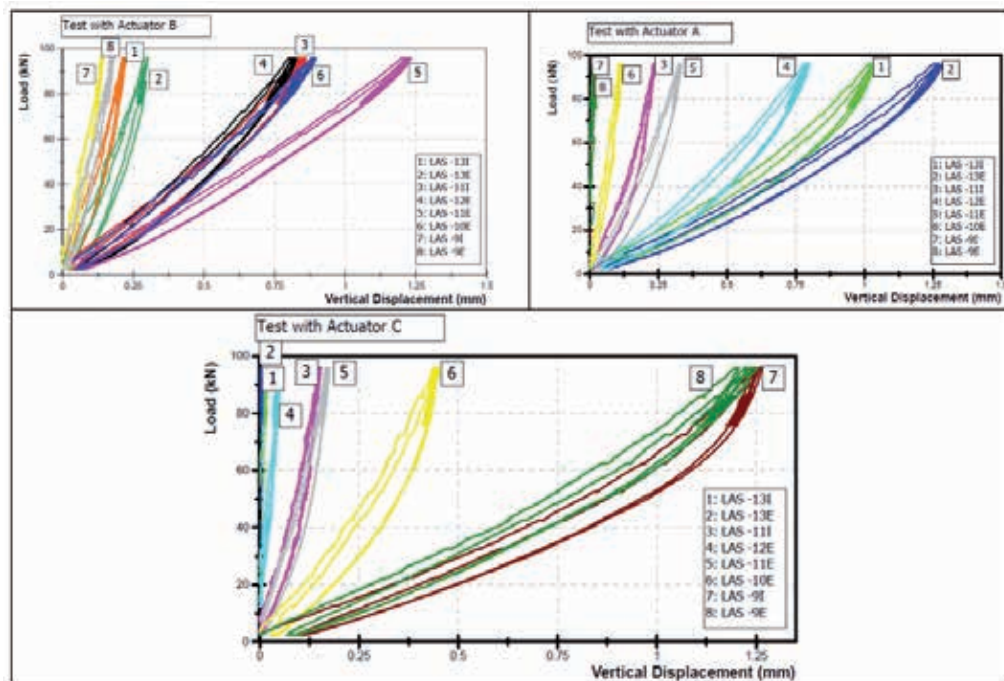 Test with Actuator B
Load (kN)
100
80
60
40
20
0
0
0.25
0.5
0.75
1
1.25
1.5
Vertical Displacement (mm)
7
8
1
2
4
3
6
5
1: LAS -13I
2: LAS -13E
3: LAS -11I
4: LAS -12E
5: LAS -11E
6: LAS -10E
7: LAS -9I
8: LAS -9E
Test with Actuator A
Load (kN)
100
80
60
40
20
0
0
0.25
0.5
0.75
1
1.25
Vertical Displacement (mm)
7
8
6
3
5
4
1
2
1: LAS -13I
2: LAS -13E
3: LAS -11I
4: LAS -12E
LAS -11E
LAS -10E
7: LAS -9I
LAS -9E
Test with Actuator C
Load (kN)
100
80
60
40
20
0
0
0.25
0.5
0.75
1
1.25
Vertical Displacement (mm)
2
1
4
3
5
6
8
7
1: LAS -13I
2: LAS -13E
3: LAS -11I
4: LAS -12E
5: LAS -11E
6: LAS -10E
7: LAS -9I
8: LAS -9E